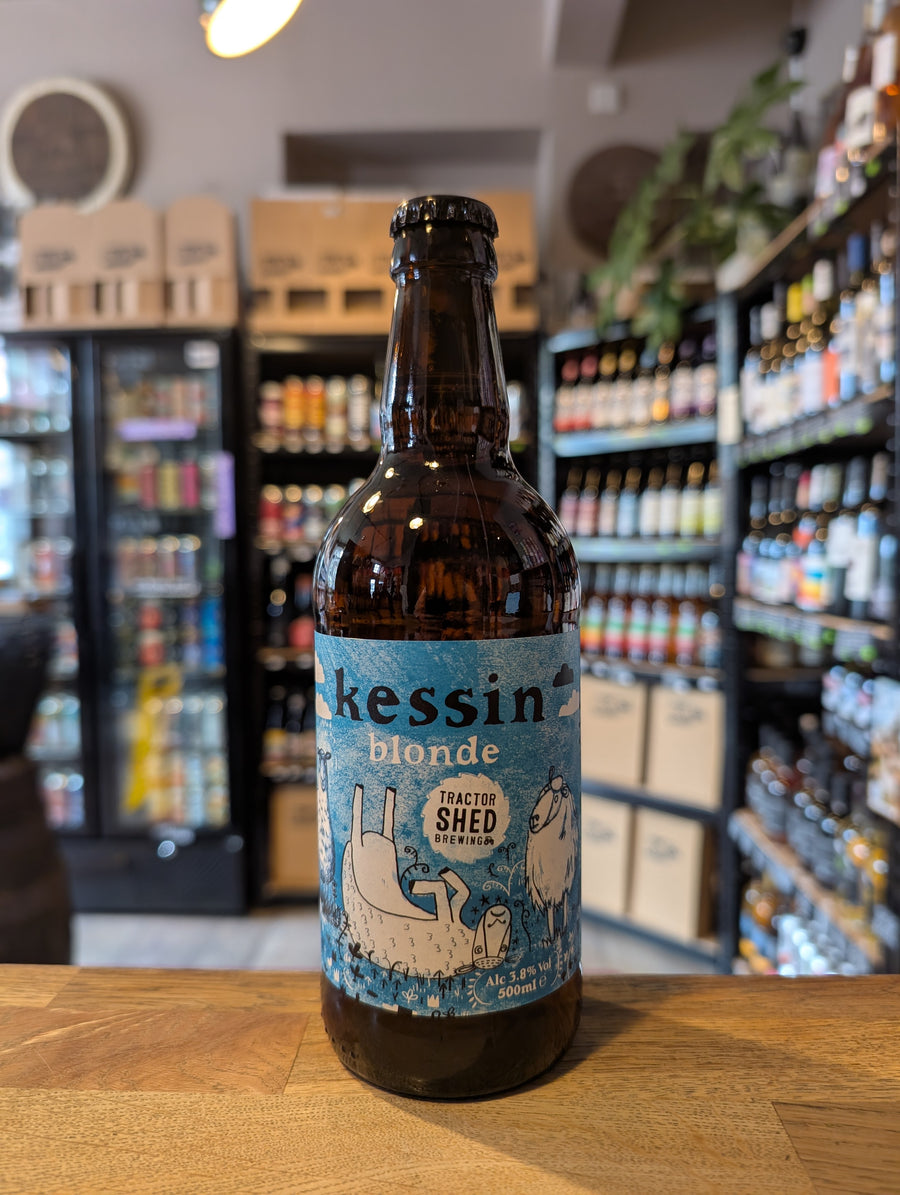 kessin
blonde
TRACTOR
SHED
BREWING
Alc 3.8% vol
500ml e